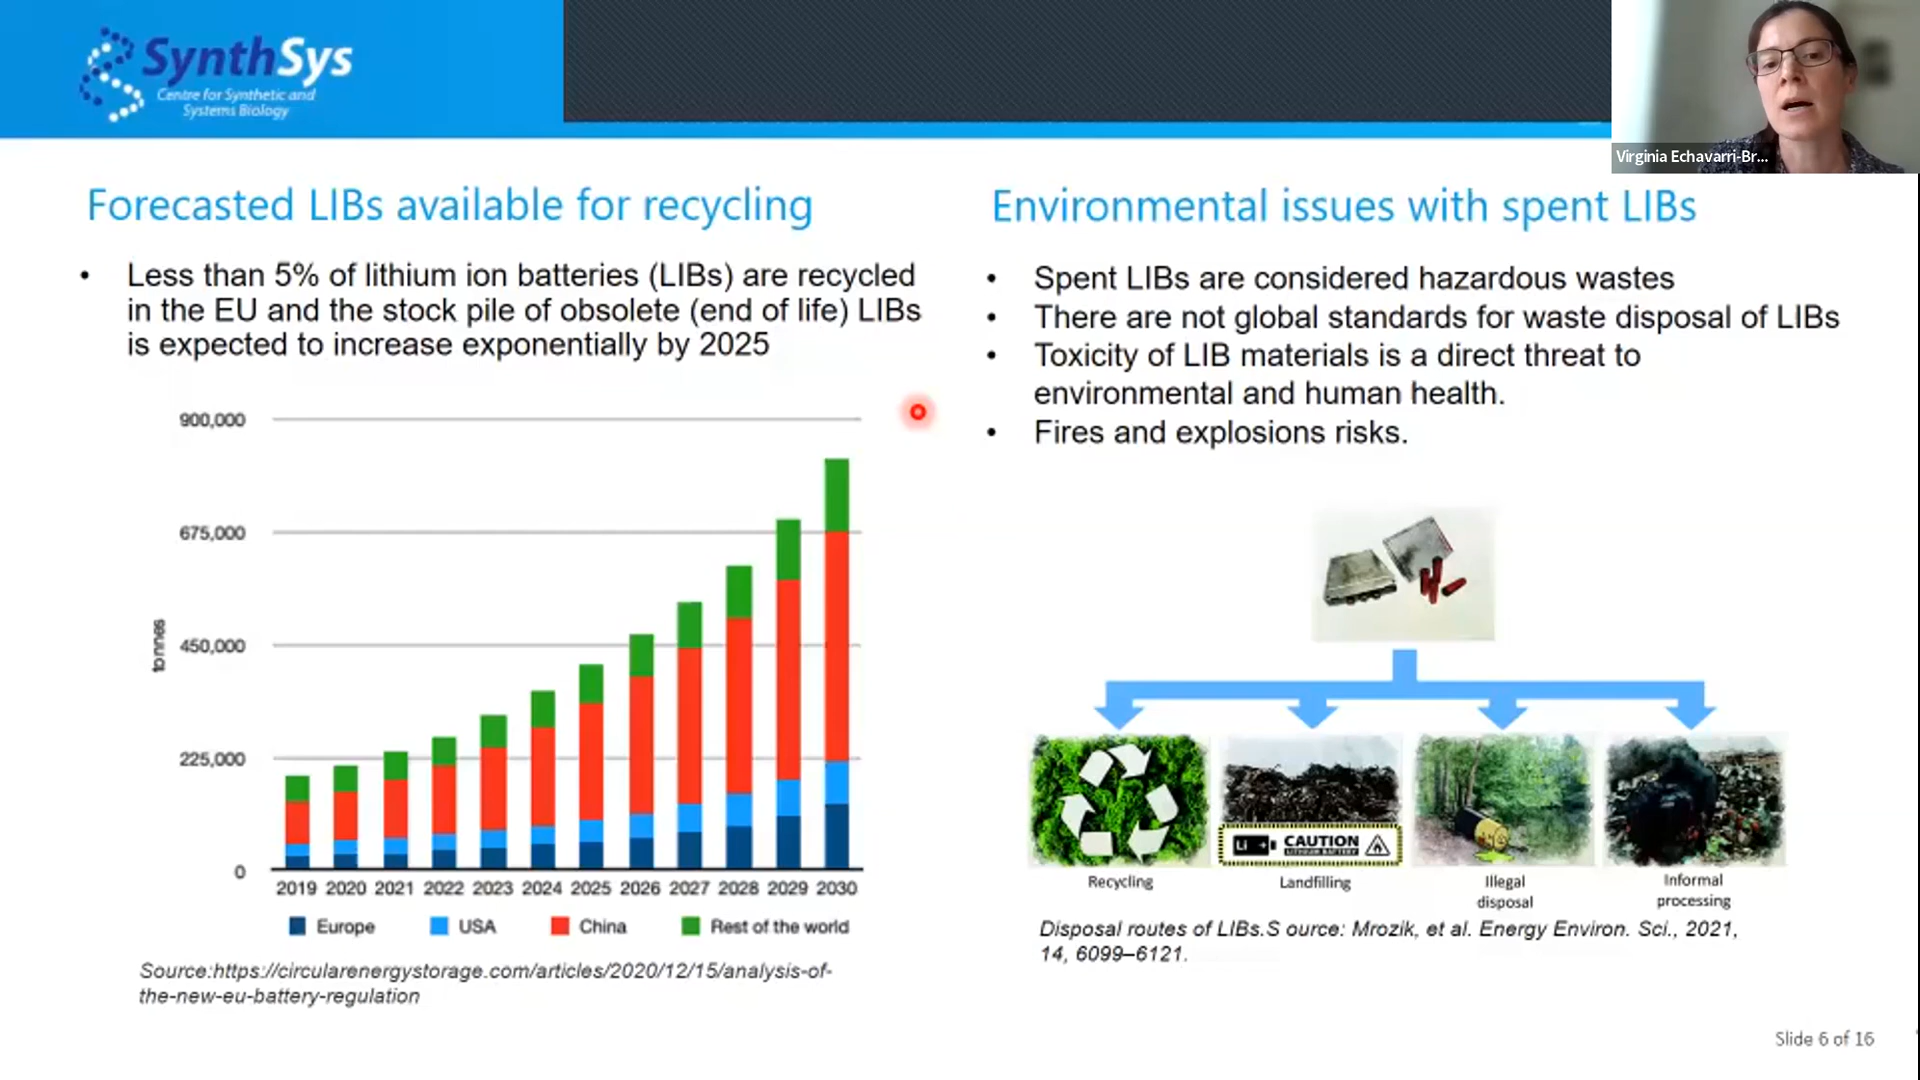 SynthSys
Centre for Synthetic and
Systems Biology
Virginia Echavarri-Br...
Forecasted LIBs available for recycling
• Less than 5% of lithium ion batteries (LIBs) are recycled
in the EU and the stock pile of obsolete (end of life) LIBs
is expected to increase exponentially by 2025
900,000
675,000
450,000
225,000
0
tonnes
2019 2020 2021 2022 2023 2024 2025 2026 2027 2028 2029 2030
Europe USA China Rest of the world
Source:https://circularenergystorage.com/articles/2020/12/15/analysis-of-
the-new-eu-battery-regulation
Environmental issues with spent LIBs
• Spent LIBs are considered hazardous wastes
• There are not global standards for waste disposal of LIBs
• Toxicity of LIB materials is a direct threat to
environmental and human health.
• Fires and explosions risks.
Li
CAUTION
LITHIUM BATTERY
Recycling
Landfilling
Illegal
disposal
Informal
processing
Disposal routes of LIBs.S ource: Mrozik, et al. Energy Environ. Sci., 2021,
14, 6099–6121.
Slide 6 of 16